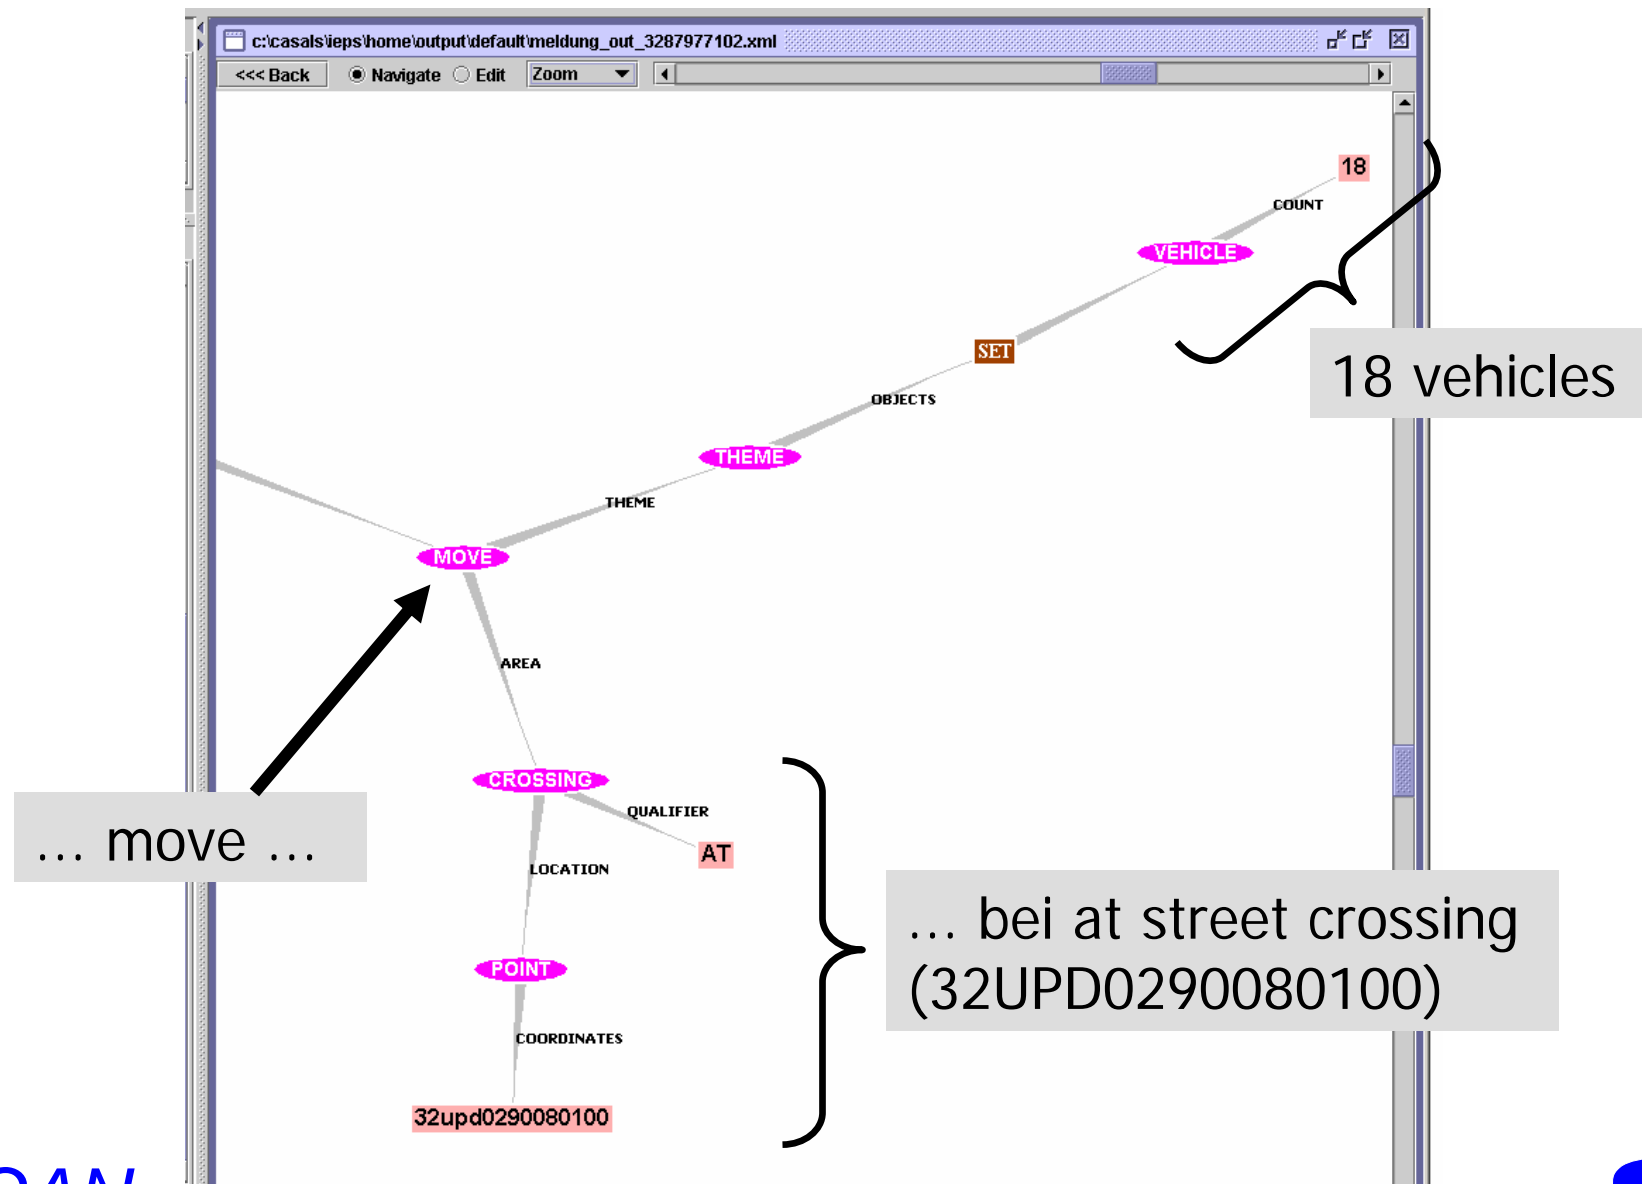 c:\casals\ieps\home\output\default\meldung_out_3287977102.xml
<<< Back Navigate Edit Zoom
18
COUNT
VEHICLE
18 vehicles
SET
OBJECTS
THEME
THEME
MOVE
AREA
CROSSING
QUALIFIER
... move ...
AT
LOCATION
... bei at street crossing
(32UPD0290080100)
POINT
COORDINATES
32upd0290080100